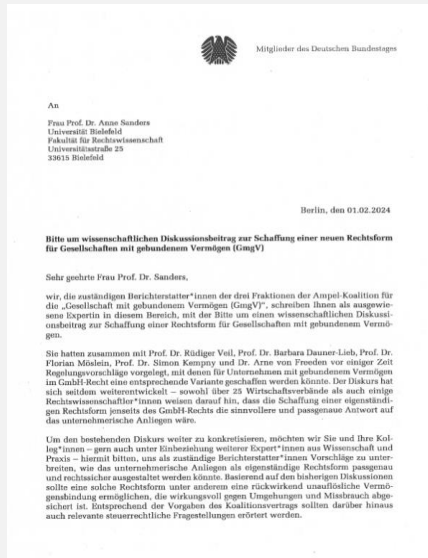 Mitglieder des Deutschen Bundestages
An
Frau Prof. Dr. Anne Sanders
Universität Bielefeld
Fakultät für Rechtswissenschaft
Universitätsstraße 25
33615 Bielefeld
Berlin, den 01.02.2024
Bitte um wissenschaftlichen Diskussionsbeitrag zur Schaffung einer neuen Rechtsform
für Gesellschaften mit gebundenem Vermögen (GmgV)
Sehr geehrte Frau Prof. Dr. Sanders,
wir, die zuständigen Berichterstatter*innen der drei Fraktionen der Ampel-Koalition für
die „Gesellschaft mit gebundenem Vermögen (GmgV)“, schreiben Ihnen als ausgewie-
sene Expertin in diesem Bereich, mit der Bitte um einen wissenschaftlichen Diskussi-
onsbeitrag zur Schaffung einer Rechtsform für Gesellschaften mit gebundenem Vermö-
gen.
Sie hatten zusammen mit Prof. Dr. Rüdiger Veil, Prof. Dr. Barbara Dauner-Lieb, Prof. Dr.
Florian Möslein, Prof. Dr. Simon Kempny und Dr. Arne von Freeden vor einiger Zeit
Regelungsvorschläge vorgelegt, mit denen für Unternehmen mit gebundenem Vermögen
im GmbH-Recht eine entsprechende Variante geschaffen werden könnte. Der Diskurs hat
sich seitdem weiterentwickelt – sowohl über 25 Wirtschaftsverbände als auch einige
Rechtswissenschaftler*innen weisen darauf hin, dass die Schaffung einer eigenständi-
gen Rechtsform jenseits des GmbH-Rechts die sinnvollere und passgenaue Antwort auf
das unternehmerische Anliegen wäre.
Um den bestehenden Diskurs weiter zu konkretisieren, möchten wir Sie und Ihre Kol-
leg*innen – gern auch unter Einbeziehung weiterer Expert*innen aus Wissenschaft und
Praxis – hiermit bitten, uns als zuständige Berichterstatter*innen Vorschläge zu unter-
breiten, wie das unternehmerische Anliegen als eigenständige Rechtsform passgenau
und rechtssicher ausgestaltet werden könnte. Basierend auf den bisherigen Diskussionen
sollte eine solche Rechtsform unter anderem eine rückwirkend unauflösliche Vermö-
gensbindung ermöglichen, die wirkungsvoll gegen Umgehungen und Missbrauch abge-
sichert ist. Entsprechend der Vorgaben des Koalitionsvertrags sollten darüber hinaus
auch relevante steuerrechtliche Fragestellungen erörtert werden.